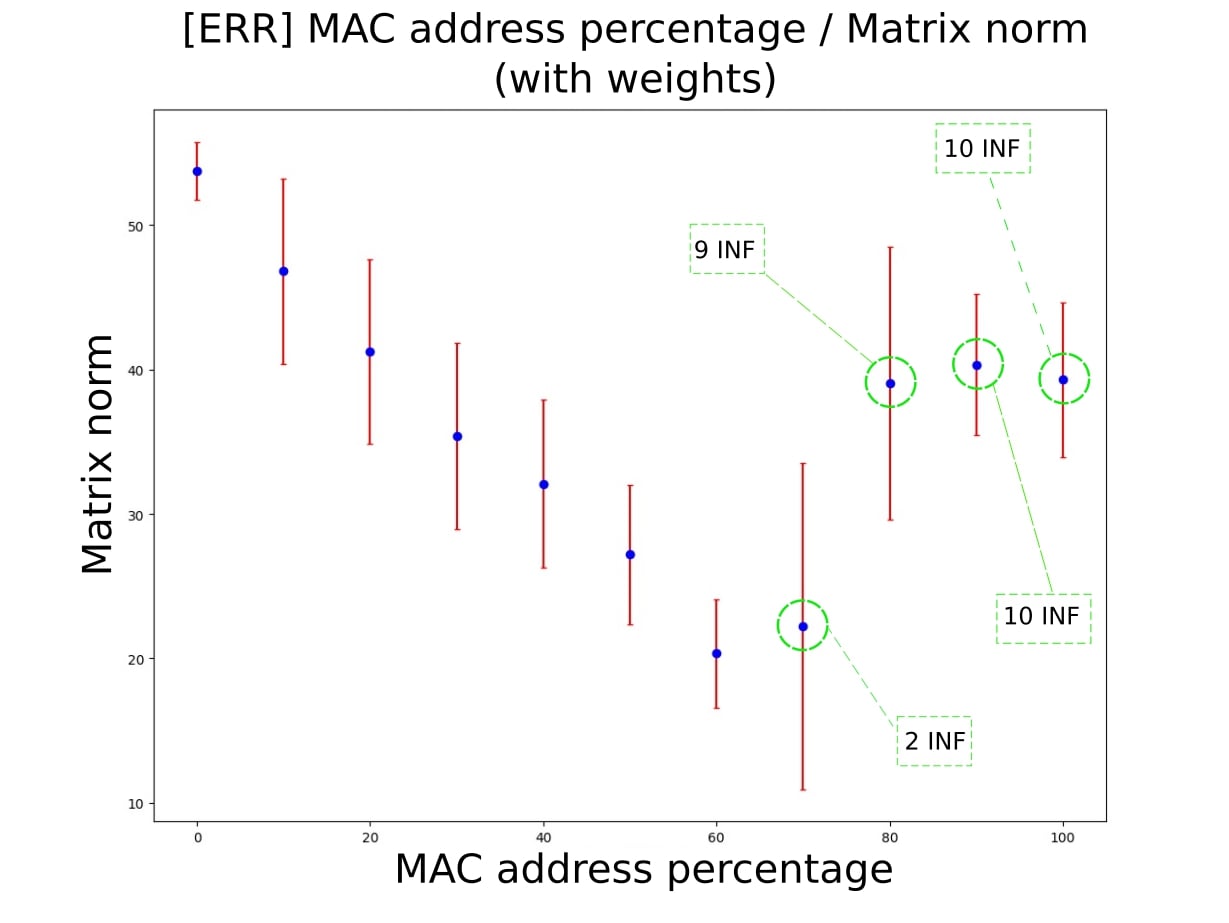 [ERR] MAC address percentage / Matrix norm
(with weights)
10 INF
9 INF
10 INF
2 INF
Matrix norm
50
40
30
20
10
0
20
40
60
80
100
MAC address percentage